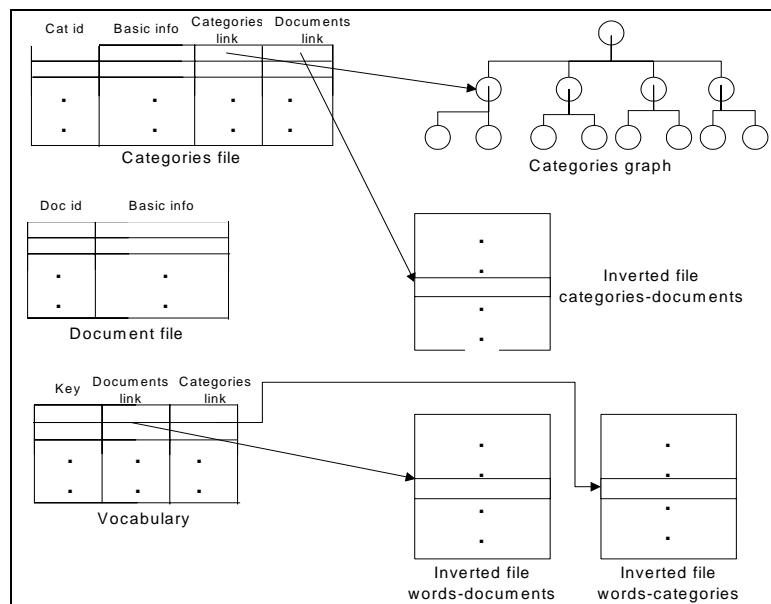 Cat id Basic info Categories link Documents link
Categories file
Categories graph
Doc id Basic info
Document file
Inverted file
categories-documents
Key Documents link Categories link
Vocabulary
Inverted file
words-documents
Inverted file
words-categories